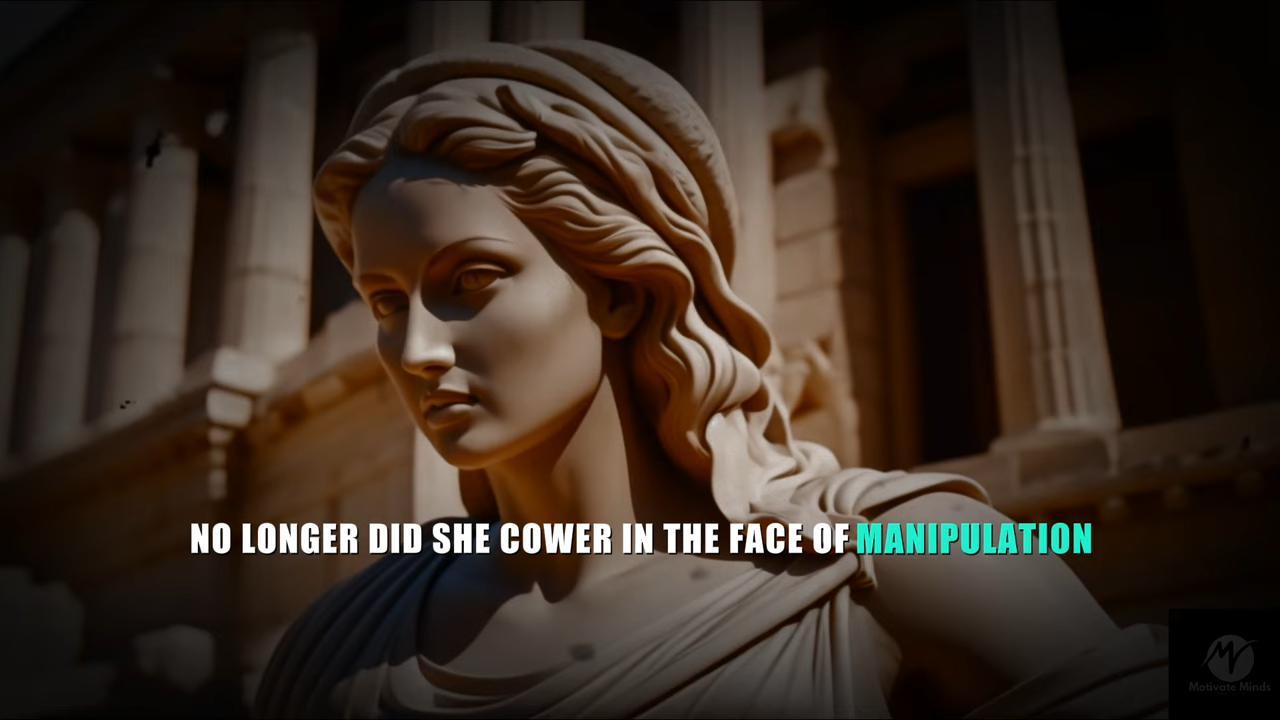 NO LONGER DID SHE COWER IN THE FACE OF MANIPULATION
Motivate Minds